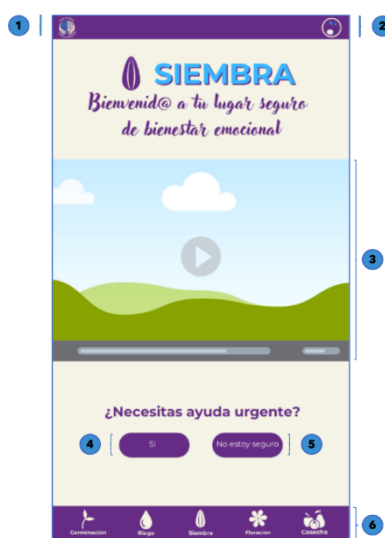 1
2
SIEMBRA
Bienvenid@ a tu lugar seguro
de bienestar emocional
3
¿Necesitas ayuda urgente?
4
Si
No estoy seguro
5
Germinación
Riego
Siembra
Floración
Cosecha
6